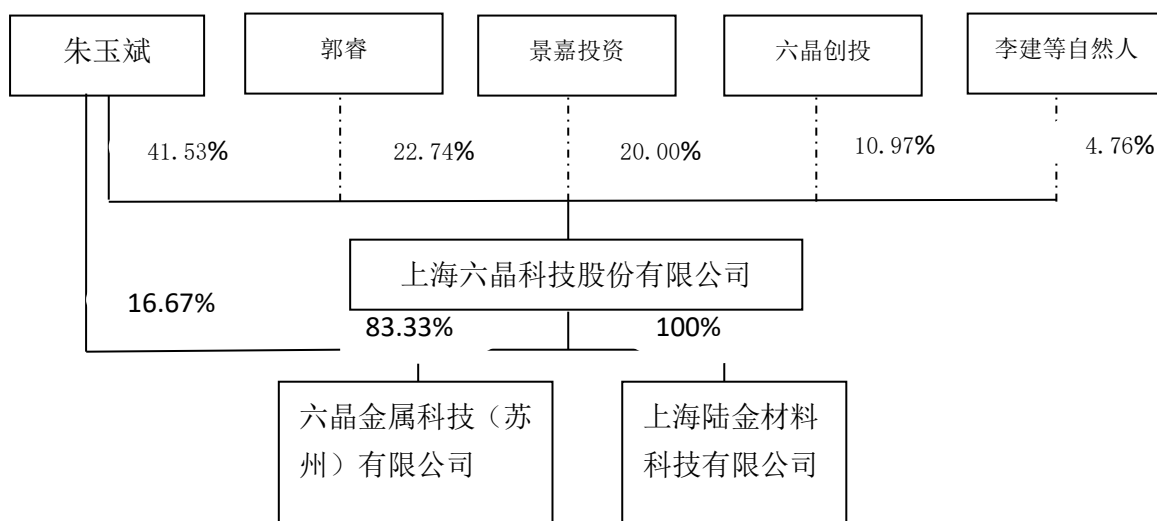 朱玉斌
郭睿
景嘉投资
六晶创投
李建等自然人
41.53%
22.74%
20.00%
10.97%
4.76%
上海六晶科技股份有限公司
16.67%
83.33%
100%
六晶金属科技（苏
州）有限公司
上海陆金材料
科技有限公司